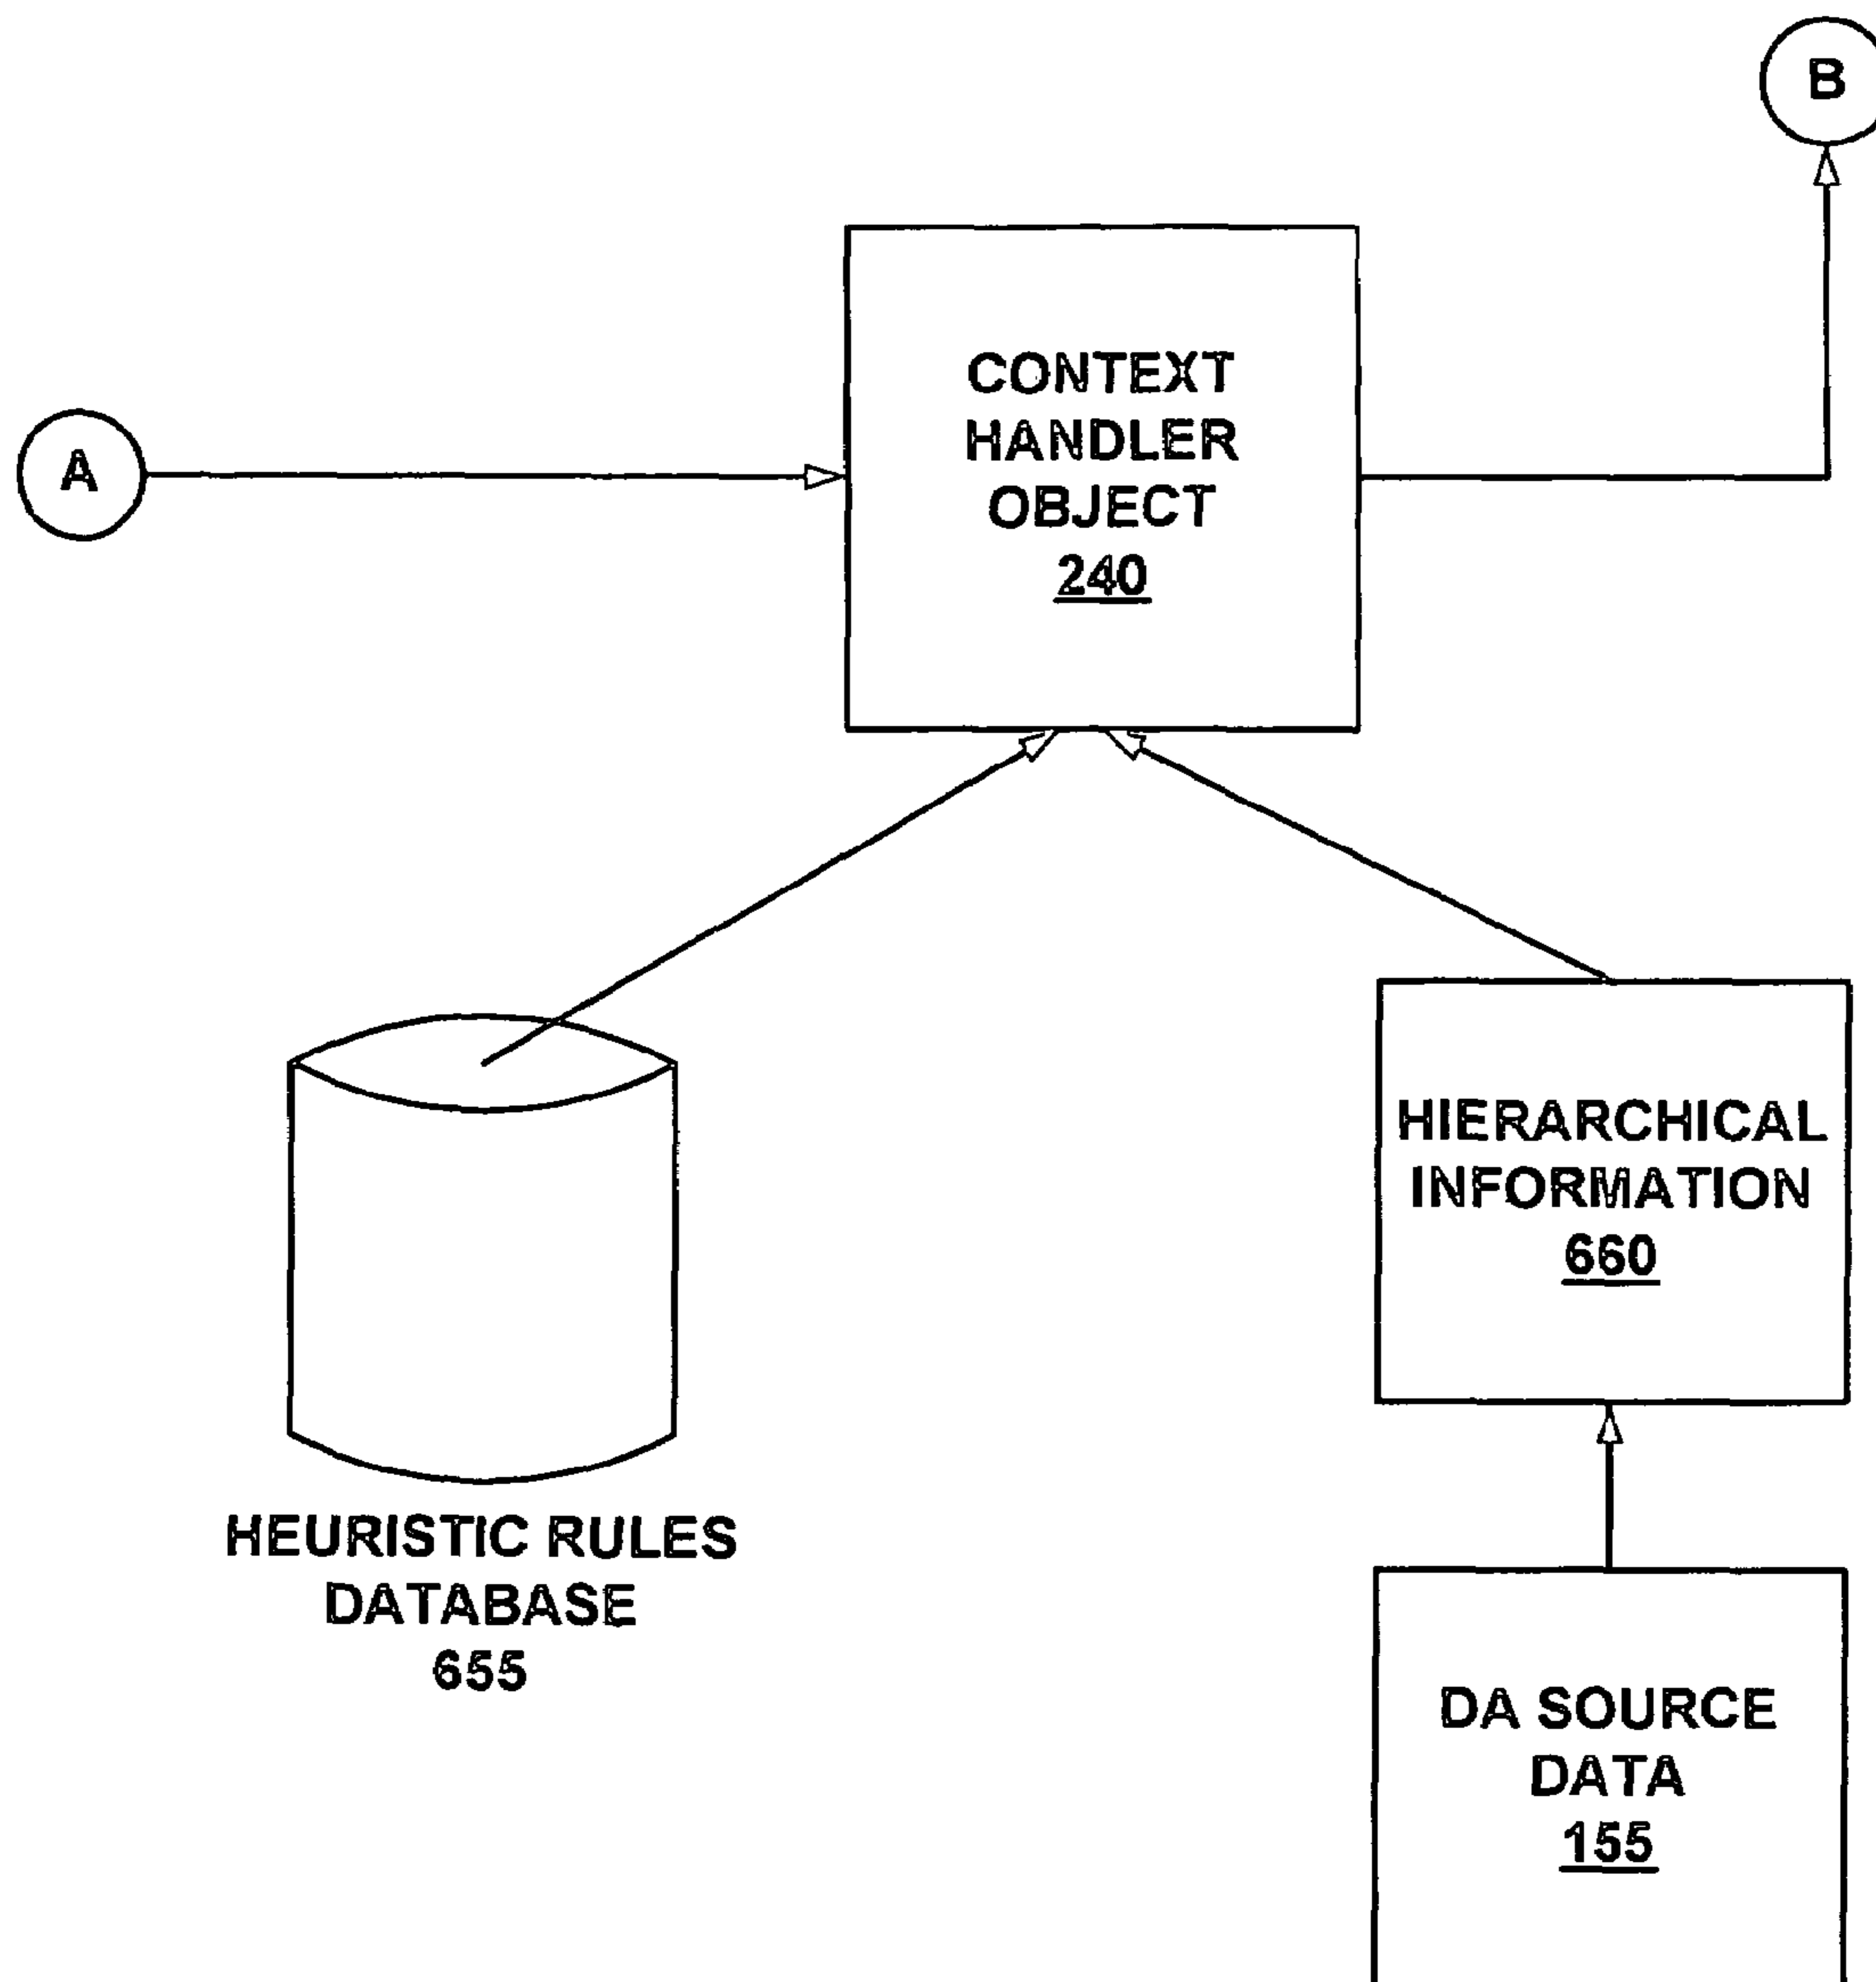 B
A
CONTEXT
HANDLER
OBJECT
240
HIERARCHICAL
INFORMATION
660
HEURISTIC RULES
DATABASE
655
DA SOURCE
DATA
155